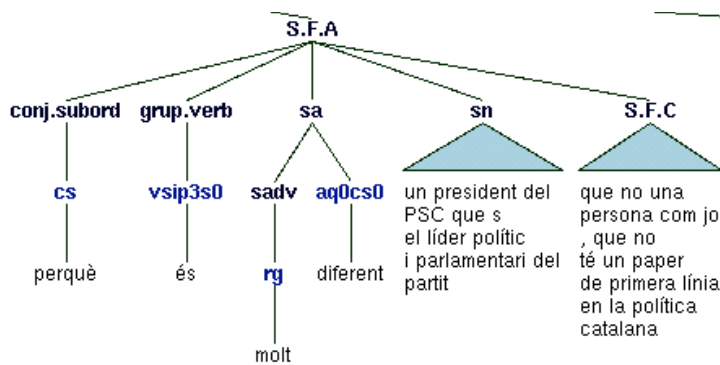 S.F.A
conj.subord grup.verb sa sn S.F.C
cs vsip3s0 sadv aq0cs0
perquè és rg diferent
molt
un president del
PSC que s
el líder polític
i parlamentari del
partit
que no una
persona com jo
, que no
té un paper
de primera línia
en la política
catalana